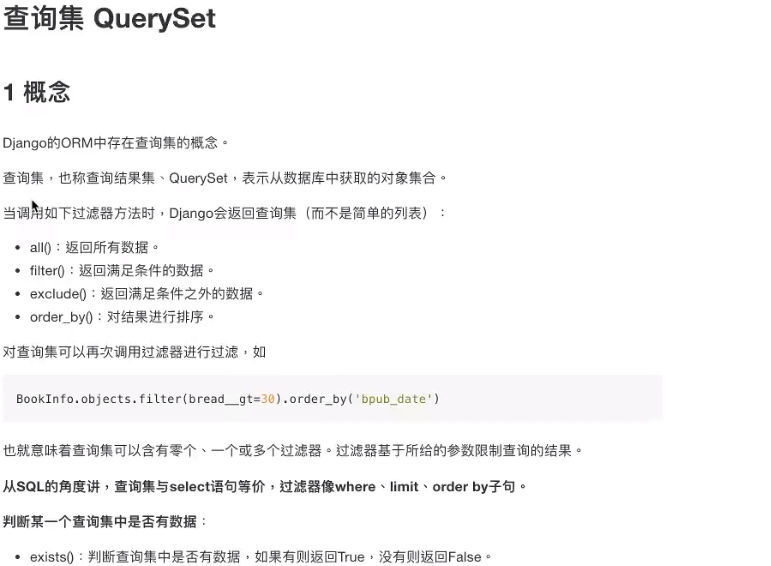 查询集 QuerySet
1 概念
Django的ORM中存在查询集的概念。
查询集，也称查询结果集、QuerySet，表示从数据库中获取的对象集合。
当调用如下过滤器方法时，Django会返回查询集（而不是简单的列表）：
• all()：返回所有数据。
• filter()：返回满足条件的数据。
• exclude()：返回满足条件之外的数据。
• order_by()：对结果进行排序。
对查询集可以再次调用过滤器进行过滤，如
BookInfo.objects.filter(bread__gt=30).order_by('bpub_date')
也就意味着查询集可以含有零个、一个或多个过滤器。过滤器基于所给的参数限制查询的结果。
从SQL的角度讲，查询集与select语句等价，过滤器像where、limit、order by子句。
判断某一个查询集中是否有数据：
• exists()：判断查询集中是否有数据，如果有则返回True，没有则返回False。